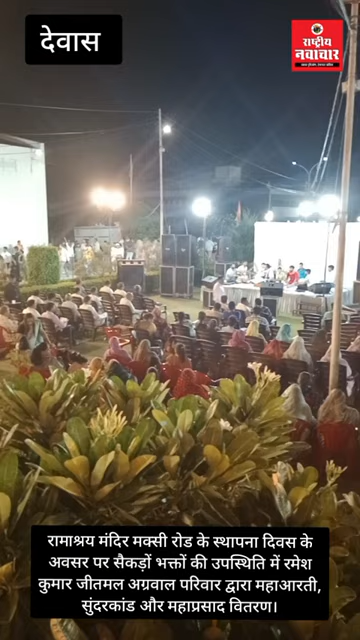 देवास
राष्ट्रीय
नवाचार
रामाश्रय मंदिर मक्सी रोड के स्थापना दिवस के
अवसर पर सैकड़ों भक्तों की उपस्थिति में रमेश
कुमार जीतमल अग्रवाल परिवार द्वारा महाआरती,
सुंदरकांड और महाप्रसाद वितरण।